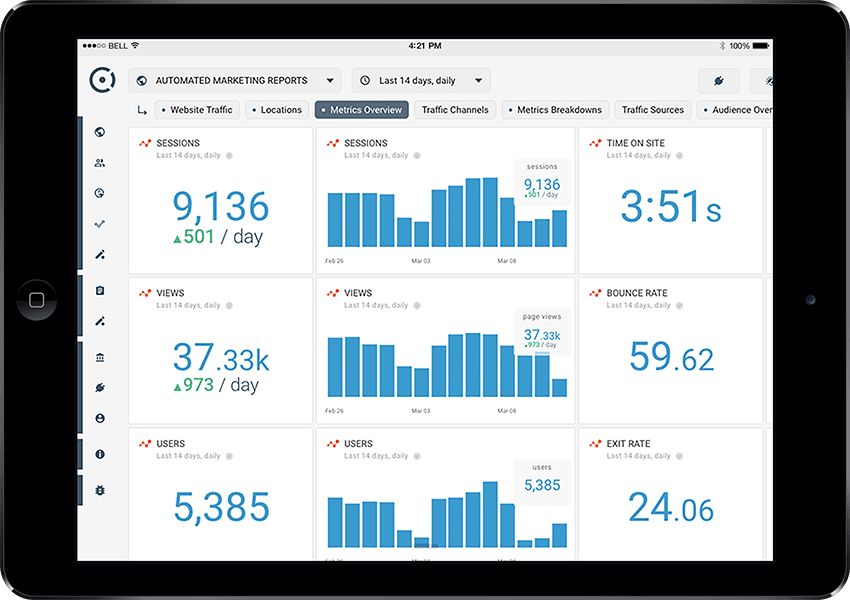 BELL
4:21 PM
100%
AUTOMATED MARKETING REPORTS
Last 14 days, daily
Website Traffic
Locations
Metrics Overview
Traffic Channels
Metrics Breakdowns
Traffic Sources
Audience Over
SESSIONS
Last 14 days, daily
9,136
▲501 / day
SESSIONS
Last 14 days, daily
sessions
9,136
▲501 / day
Feb 26
Mar 03
Mar 08
TIME ON SITE
Last 14 days, daily
3:51s
VIEWS
Last 14 days, daily
37.33k
▲973 / day
VIEWS
Last 14 days, daily
page views
37.33k
▲973 / day
Feb 26
Mar 03
Mar 08
BOUNCE RATE
Last 14 days, daily
59.62
USERS
Last 14 days, daily
5,385
USERS
Last 14 days, daily
users
5,385
EXIT RATE
Last 14 days, daily
24.06